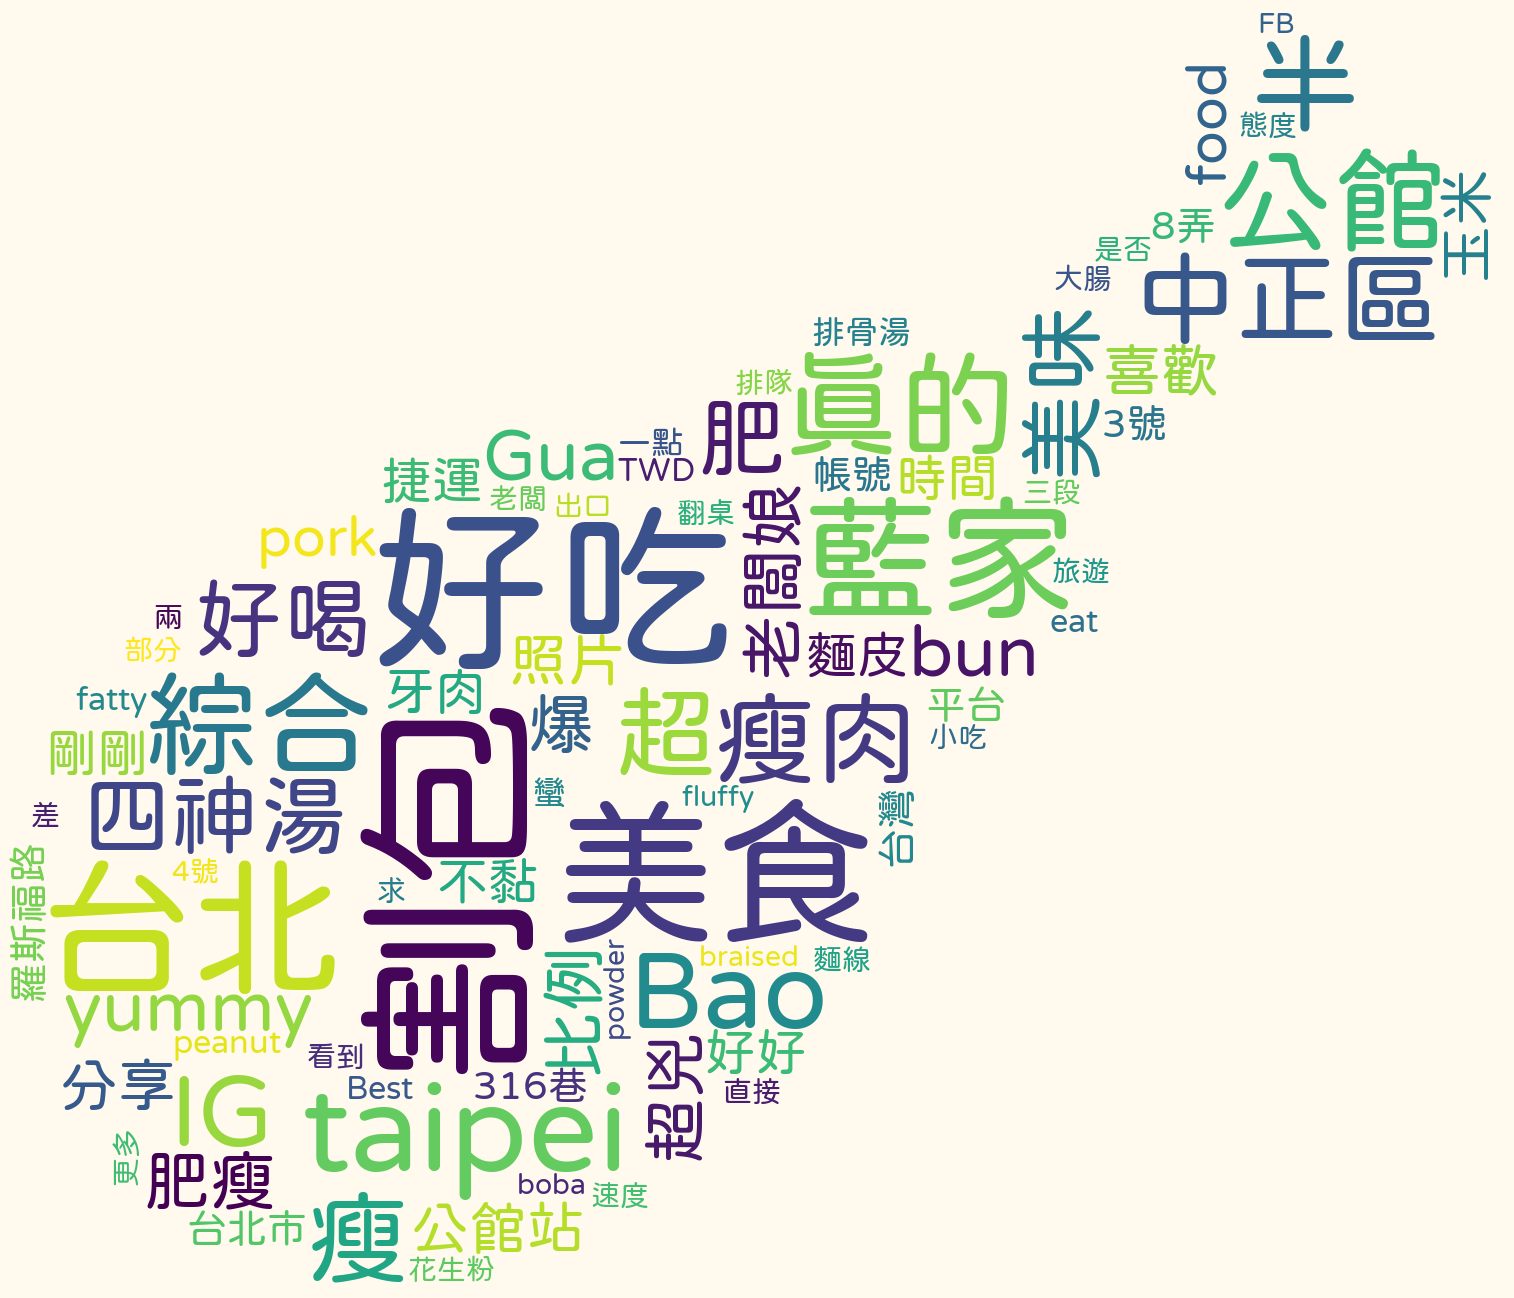 FB
半
food
態度
公館
玉米
8弄
是否
大腸
中正區
美味
喜歡
3號
排骨湯
排隊
真的
肥
一點
TWD
Gua
捷運
老闆
出口
翻桌
帳號
時間
三段
老闆娘
藍家
pork
好吃
旅遊
eat
兩
好喝
部分
照片
麵皮
bun
fatty
綜合
牙肉
爆
超
瘦肉
平台
小吃
剛剛
割包
四神湯
差
蠻
fluffy
美食
台灣
羅斯福路
4號
台北
求
不黏
比例
powder
Bao
braised
麵線
yummy
peanut
看到
超兇
好好
分享
IG
Best
316巷
直接
taipei
更多
肥瘦
boba
速度
台北市
瘦
公館站
花生粉